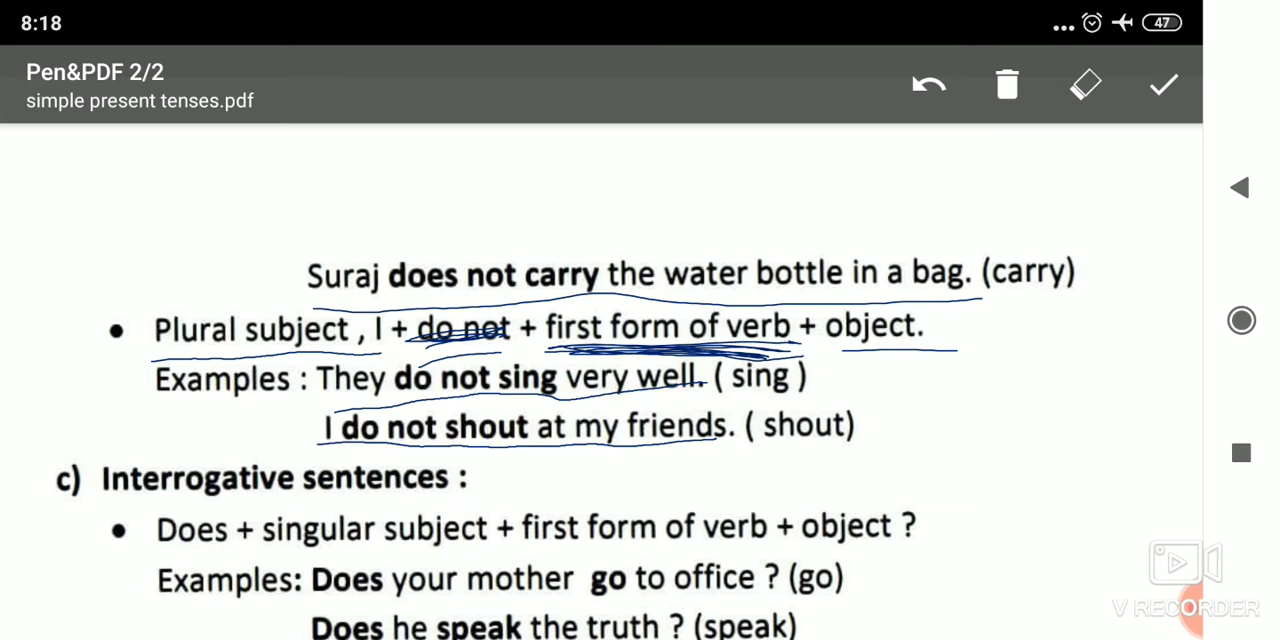 8:18
47
Pen&PDF 2/2
simple present tenses.pdf
Suraj does not carry the water bottle in a bag. (carry)
• Plural subject , I + do not + first form of verb + object.
Examples : They do not sing very well. ( sing )
I do not shout at my friends. ( shout)
c) Interrogative sentences :
• Does + singular subject + first form of verb + object ?
Examples: Does your mother go to office ? (go)
Does he speak the truth ? (speak)
V RECORDER